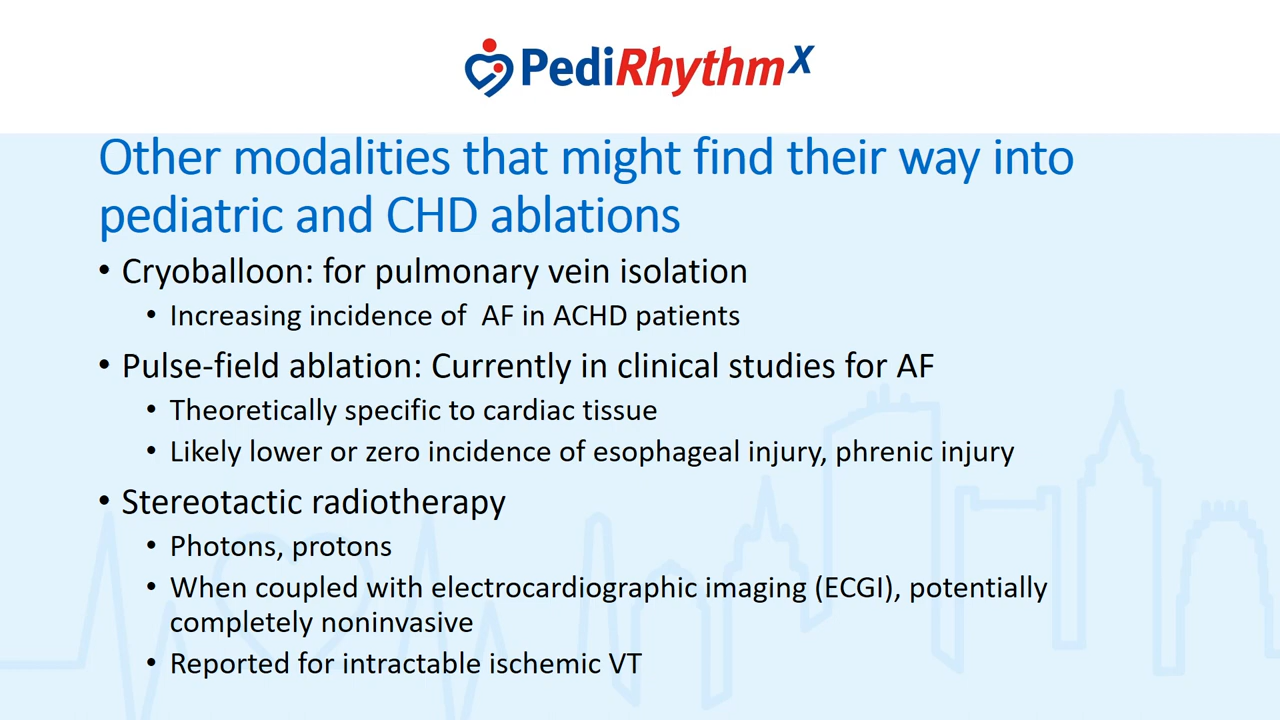 PediRhythm X
Other modalities that might find their way into
pediatric and CHD ablations
• Cryoballoon: for pulmonary vein isolation
• Increasing incidence of  AF in ACHD patients
• Pulse-field ablation: Currently in clinical studies for AF
• Theoretically specific to cardiac tissue
• Likely lower or zero incidence of esophageal injury, phrenic injury
• Stereotactic radiotherapy
• Photons, protons
• When coupled with electrocardiographic imaging (ECGI), potentially
completely noninvasive
• Reported for intractable ischemic VT